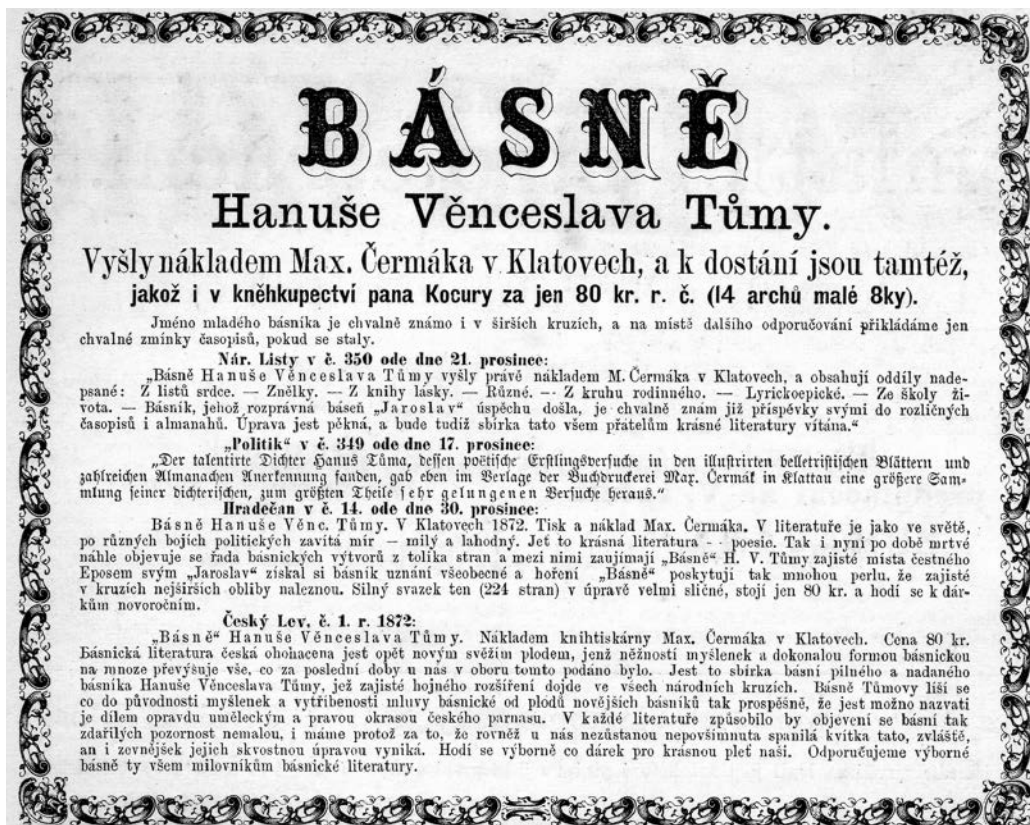 BÁSNĚ
Hanuše Věnceslava Tůmy.
Vyšly nákladem Max. Čermáka v Klatovech, a k dostání jsou tamtéž,
jakož i v kněhkupectví pana Kocury za jen 80 kr. r. č. (14 archů malé 8ky).
Jméno mladého básníka je chvalně známo i v širších kruzích, a na místě dalšího odporučování přikládáme jen
chvalné zmínky časopisů, pokud se staly.
Nár. Listy v č. 350 ode dne 21. prosince:
„Básně Hanuše Věnceslava Tůmy vyšly právě nákladem M. Čermáka v Klatovech, a obsahují oddíly nade-
psané: Z listů srdce. — Znělky. — Z knihy lásky. — Různé. -- Z kruhu rodinného. — Lyrickoepické. — Ze školy ži-
vota. — Básník, jehož rozprávná báseň „Jaroslav“ úspěchu došla, je chvalně znám již příspěvky svými do rozličných
časopisů i almanahů. Úprava jest pěkná, a bude tudíž sbírka tato všem přátelům krásné literatury vítána.“
„Politik“ v č. 349 ode dne 17. prosince:
„Der talentirte Dichter Hanuš Tůma, dessen poëtische Erstlingsversuche in den illustrirten belletristischen Blättern und
zahlreichen Almanachen Anerkennung fanden, gab eben im Verlage der Buchdruckerei Max. Čermák in Klattau eine größere Sam-
mlung seiner dichterischen, zum größten Theile sehr gelungenen Versuche heraus.“
Hradečan v č. 14. ode dne 30. prosince:
Básně Hanuše Věnc. Tůmy. V Klatovech 1872. Tisk a náklad Max. Čermáka. V literatuře je jako ve světě,
po různých bojích politických zavítá mír — milý a lahodný. Jeť to krásná literatura -- poesie. Tak i nyní po době mrtvé
náhle objevuje se řada básnických výtvorů z tolika stran a mezi nimi zaujímají „Básně“ H. V. Tůmy zajisté místa čestného
Eposem svým „Jaroslav“ získal si básník uznání všeobecné a hoření „Básně“ poskytují tak mnohou perlu, že zajisté
v kruzích nejširších obliby naleznou. Silný svazek ten (224 stran) v úpravě velmi sličné, stojí jen 80 kr. a hodí se k dár-
kům novoročním.
Český Lev, č. 1. r. 1872:
„Básně“ Hanuše Věnceslava Tůmy. Nákladem knihtiskárny Max. Čermáka v Klatovech. Cena 80 kr.
Básnická literatura česká obohacena jest opět novým svěžím plodem, jenž něžností myšlenek a dokonalou formou básnickou
na mnoze převyšuje vše, co za poslední doby u nás v oboru tomto podáno bylo. Jest to sbírka básní pilného a nadaného
básníka Hanuše Věnceslava Tůmy, jež zajisté hojného rozšíření dojde ve všech národních kruzích. Básně Tůmovy liší se
co do původnosti myšlenek a vytříbenosti mluvy básnické od plodů novějších básníků tak prospěšně, že jest možno nazvati
je dílem opravdu uměleckým a pravou okrasou českého parnasu. V každé literatuře způsobilo by objevení se básní tak
zdařilých pozornost nemalou, i máme protož za to, že rovněž u nás nezůstanou nepovšimnuta spanilá kvítka tato, zvláště,
an i zevnějšek jejich skvostnou úpravou vyniká. Hodí se výborně co dárek pro krásnou pleť naši. Odporučujeme výborné
básně ty všem milovníkům básnické literatury.